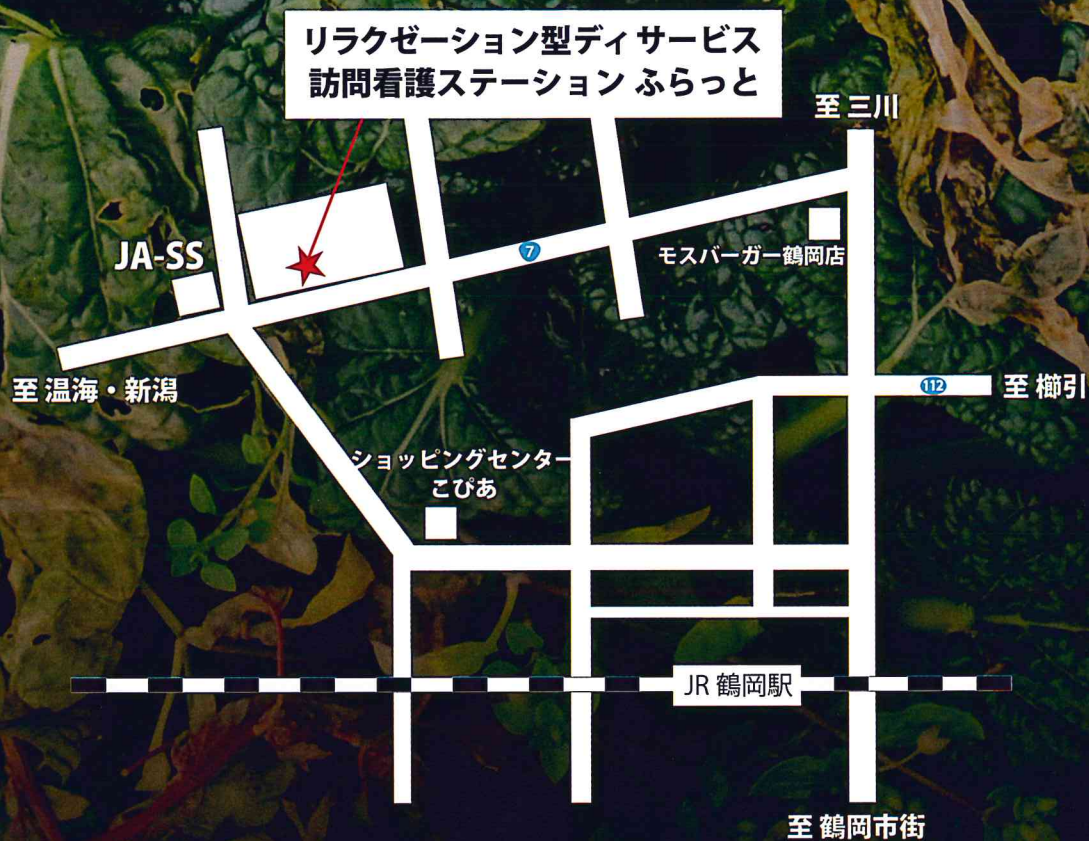 リラクゼーション型ディサービス
訪問看護ステーション ふらっと
至 三川
JA-SS
7
モスバーガー鶴岡店
至 温海・新潟
112
至 櫛引
ショッピングセンター
こぴあ
JR 鶴岡駅
至 鶴岡市街